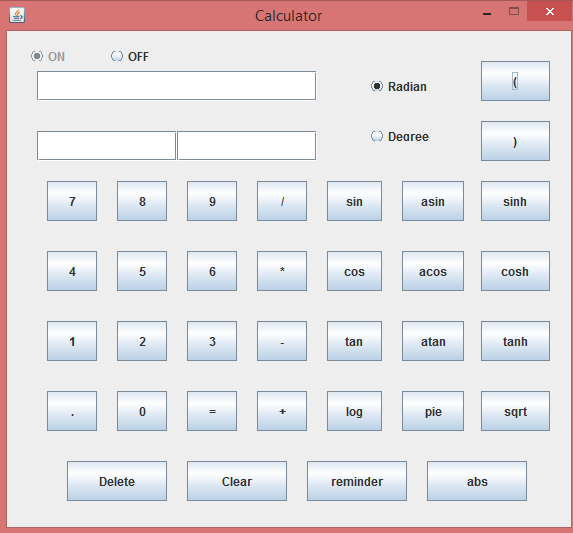 Calculator
ON OFF
Radian (
Degree )
7 8 9 / sin asin sinh
4 5 6 * cos acos cosh
1 2 3 - tan atan tanh
. 0 = + log pie sqrt
Delete Clear reminder abs